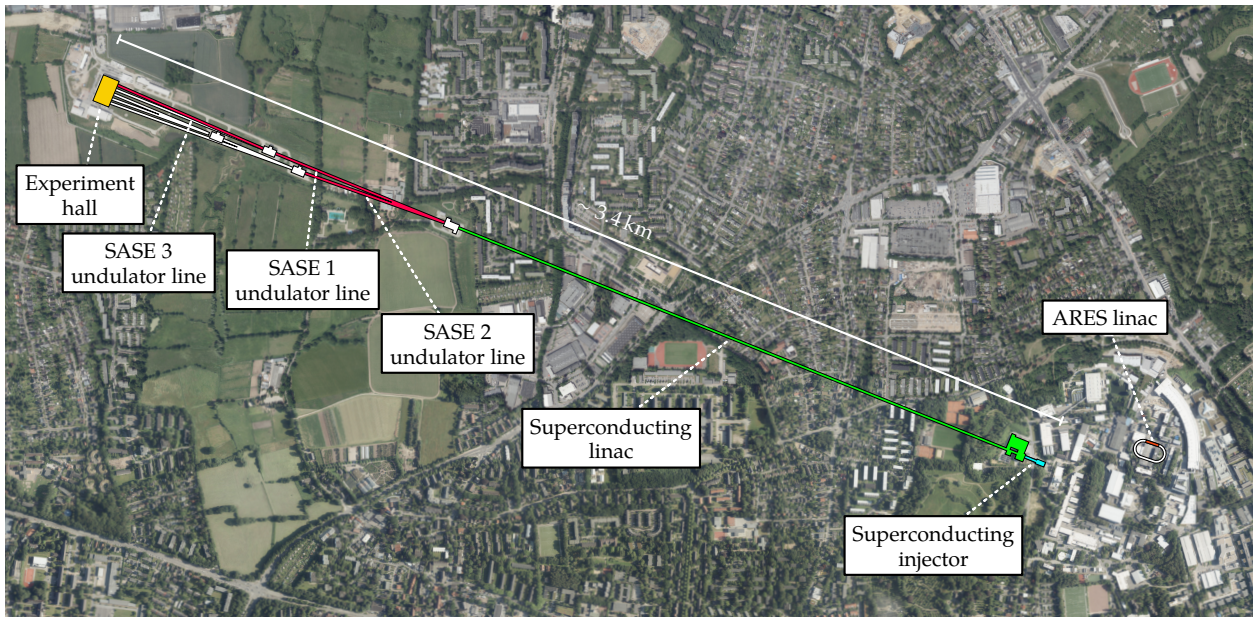 ~ 3.4 km
Experiment
hall
SASE 3
undulator line
SASE 1
undulator line
SASE 2
undulator line
ARES linac
Superconducting
linac
Superconducting
injector